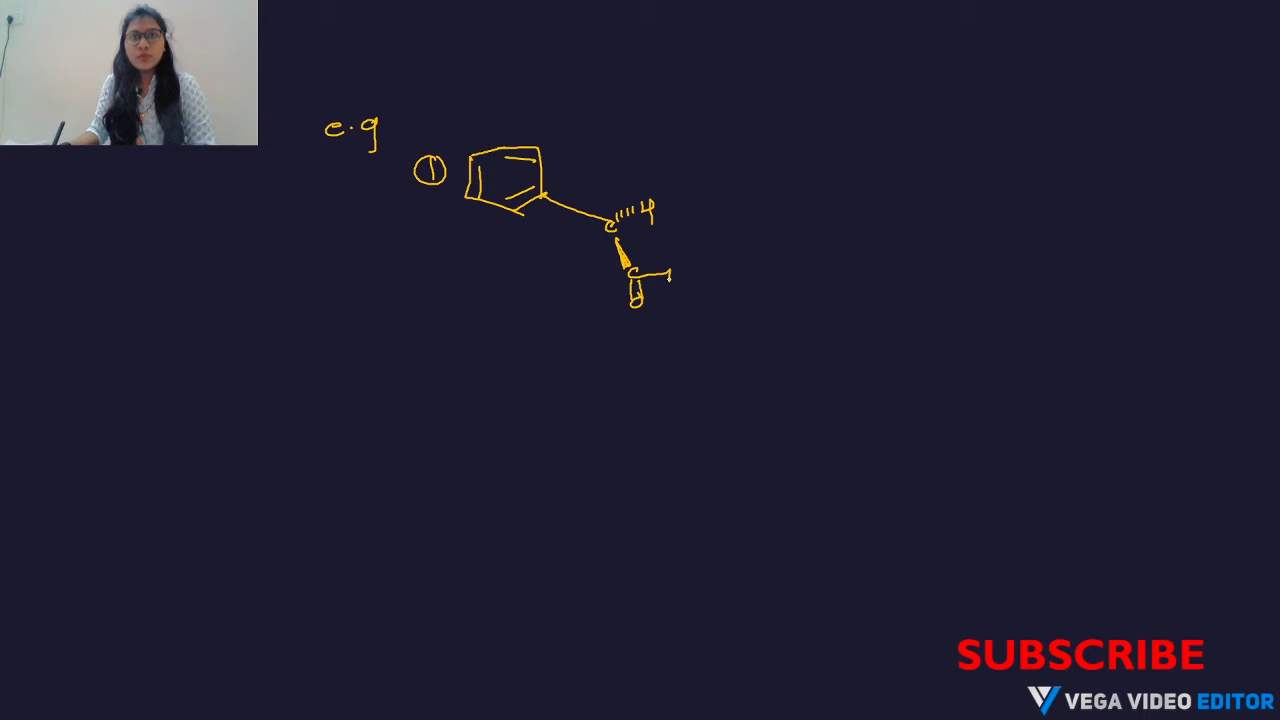 e.g
①
C H
C
O
SUBSCRIBE
VEGA VIDEO EDITOR